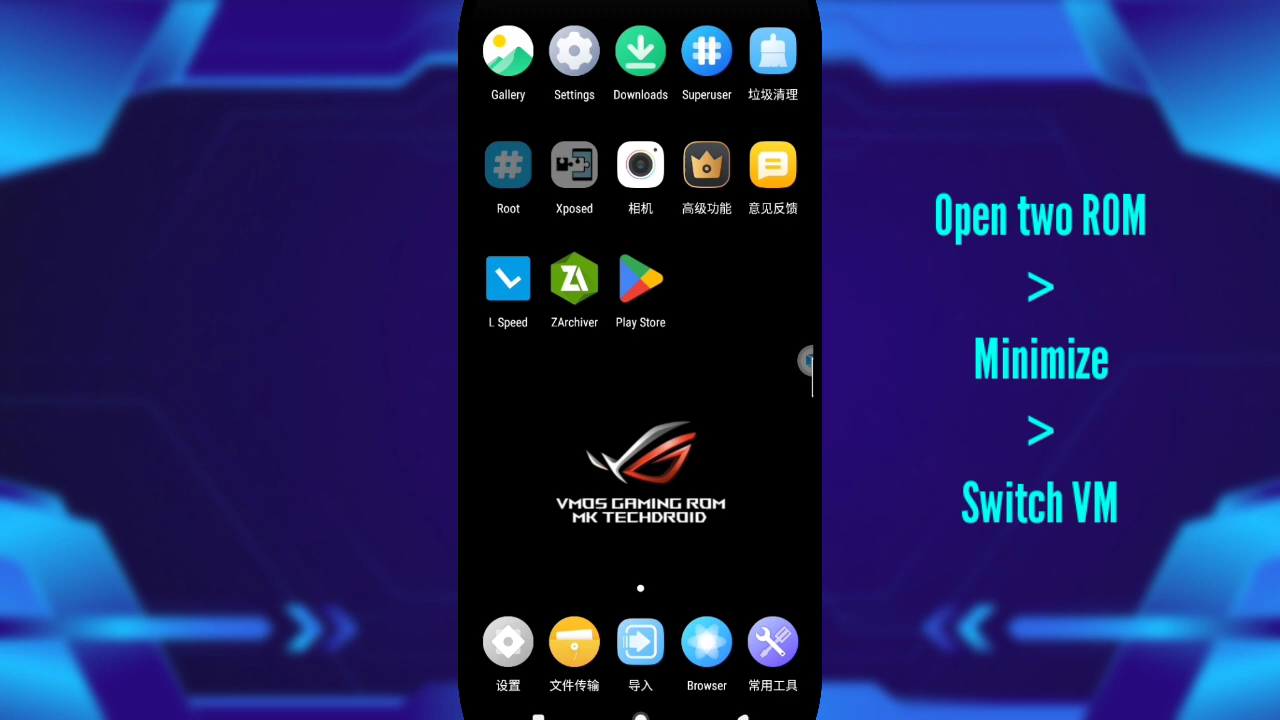 Gallery
Settings
Downloads
Superuser
垃圾清理
Root
Xposed
相机
高级功能
意见反馈
L Speed
ZArchiver
Play Store
VMOS GAMING ROM
MK TECHDROID
设置
文件传输
导入
Browser
常用工具
Open two ROM
>
Minimize
>
Switch VM